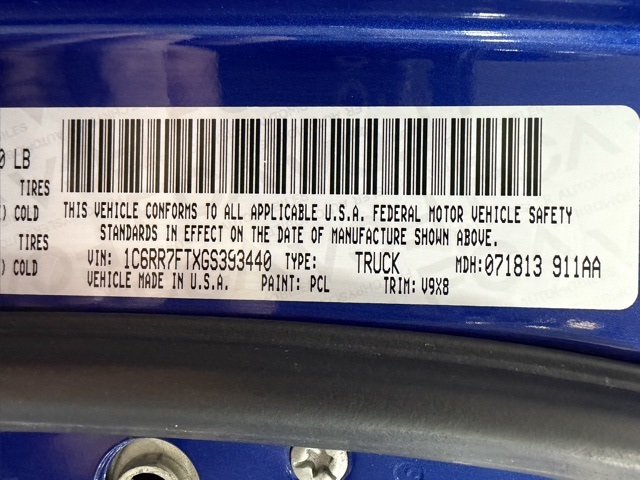 0 LB
TIRES
) COLD THIS VEHICLE CONFORMS TO ALL APPLICABLE U.S.A. FEDERAL MOTOR VEHICLE SAFETY
TIRES STANDARDS IN EFFECT ON THE DATE OF MANUFACTURE SHOWN ABOVE.
) COLD VIN: 1C6RR7FTXGS393440 TYPE: TRUCK MDH:071813 911AA
VEHICLE MADE IN U.S.A. PAINT: PCL TRIM: V9X8